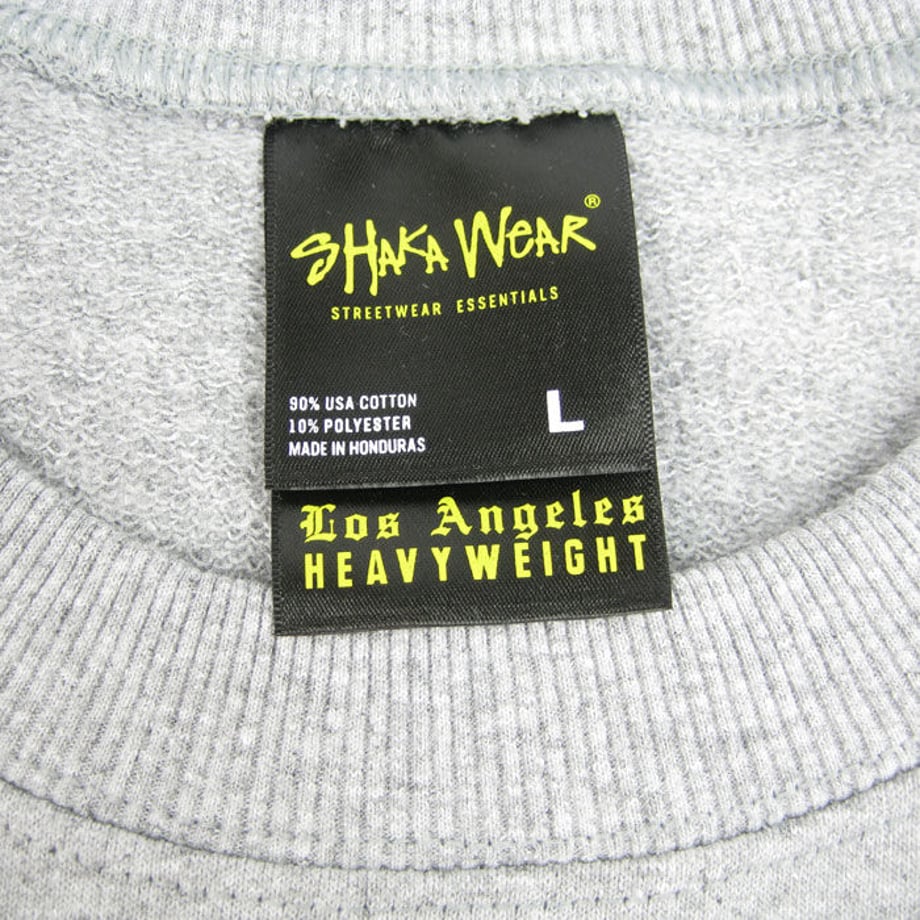 SHAKA WEAR®
STREETWEAR ESSENTIALS
90% USA COTTON
10% POLYESTER
MADE IN HONDURAS
L
Los Angeles
HEAVYWEIGHT